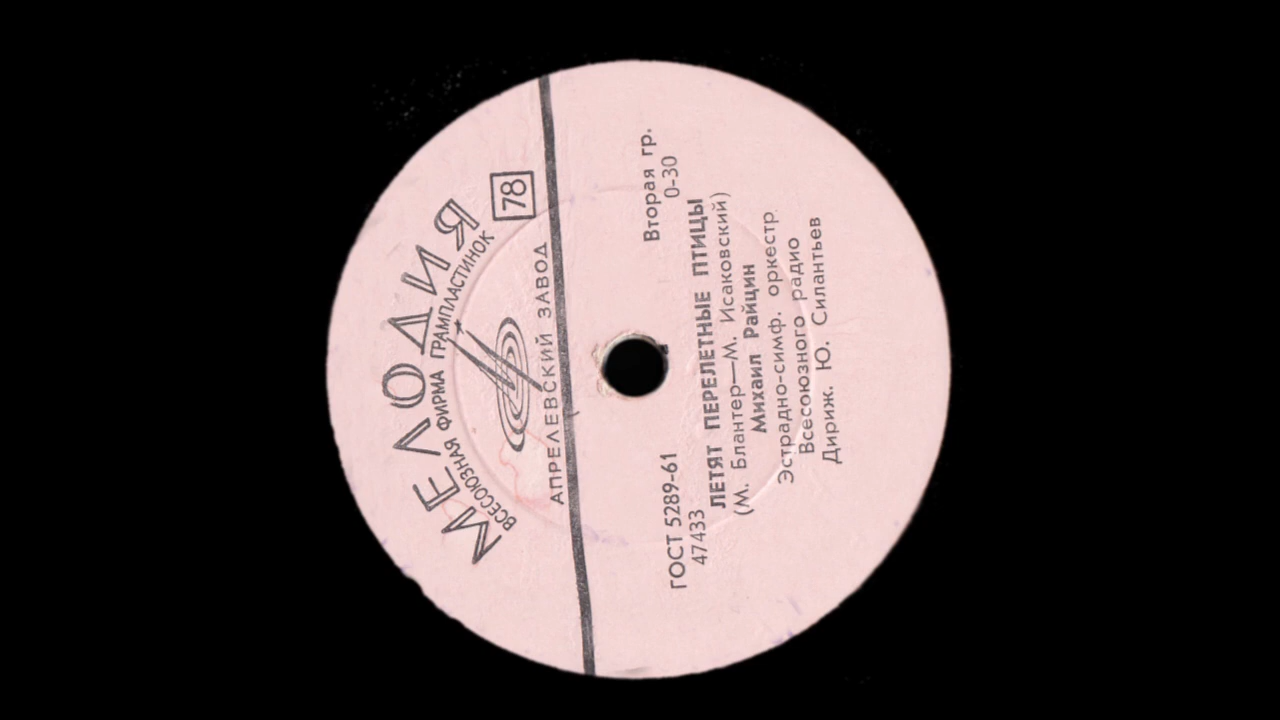 МЕЛОДИЯ
ВСЕСОЮЗНАЯ ФИРМА ГРАМПЛАСТИНОК
78
АПРЕЛЕВСКИЙ ЗАВОД
Вторая гр.
ГОСТ 5289-61 0-30
47433
ЛЕТЯТ ПЕРЕЛЕТНЫЕ ПТИЦЫ
(М. Блантер—М. Исаковский)
Михаил Райцин
Эстрадно-симф. оркестр
Всесоюзного радио
Дириж. Ю. Силантьев